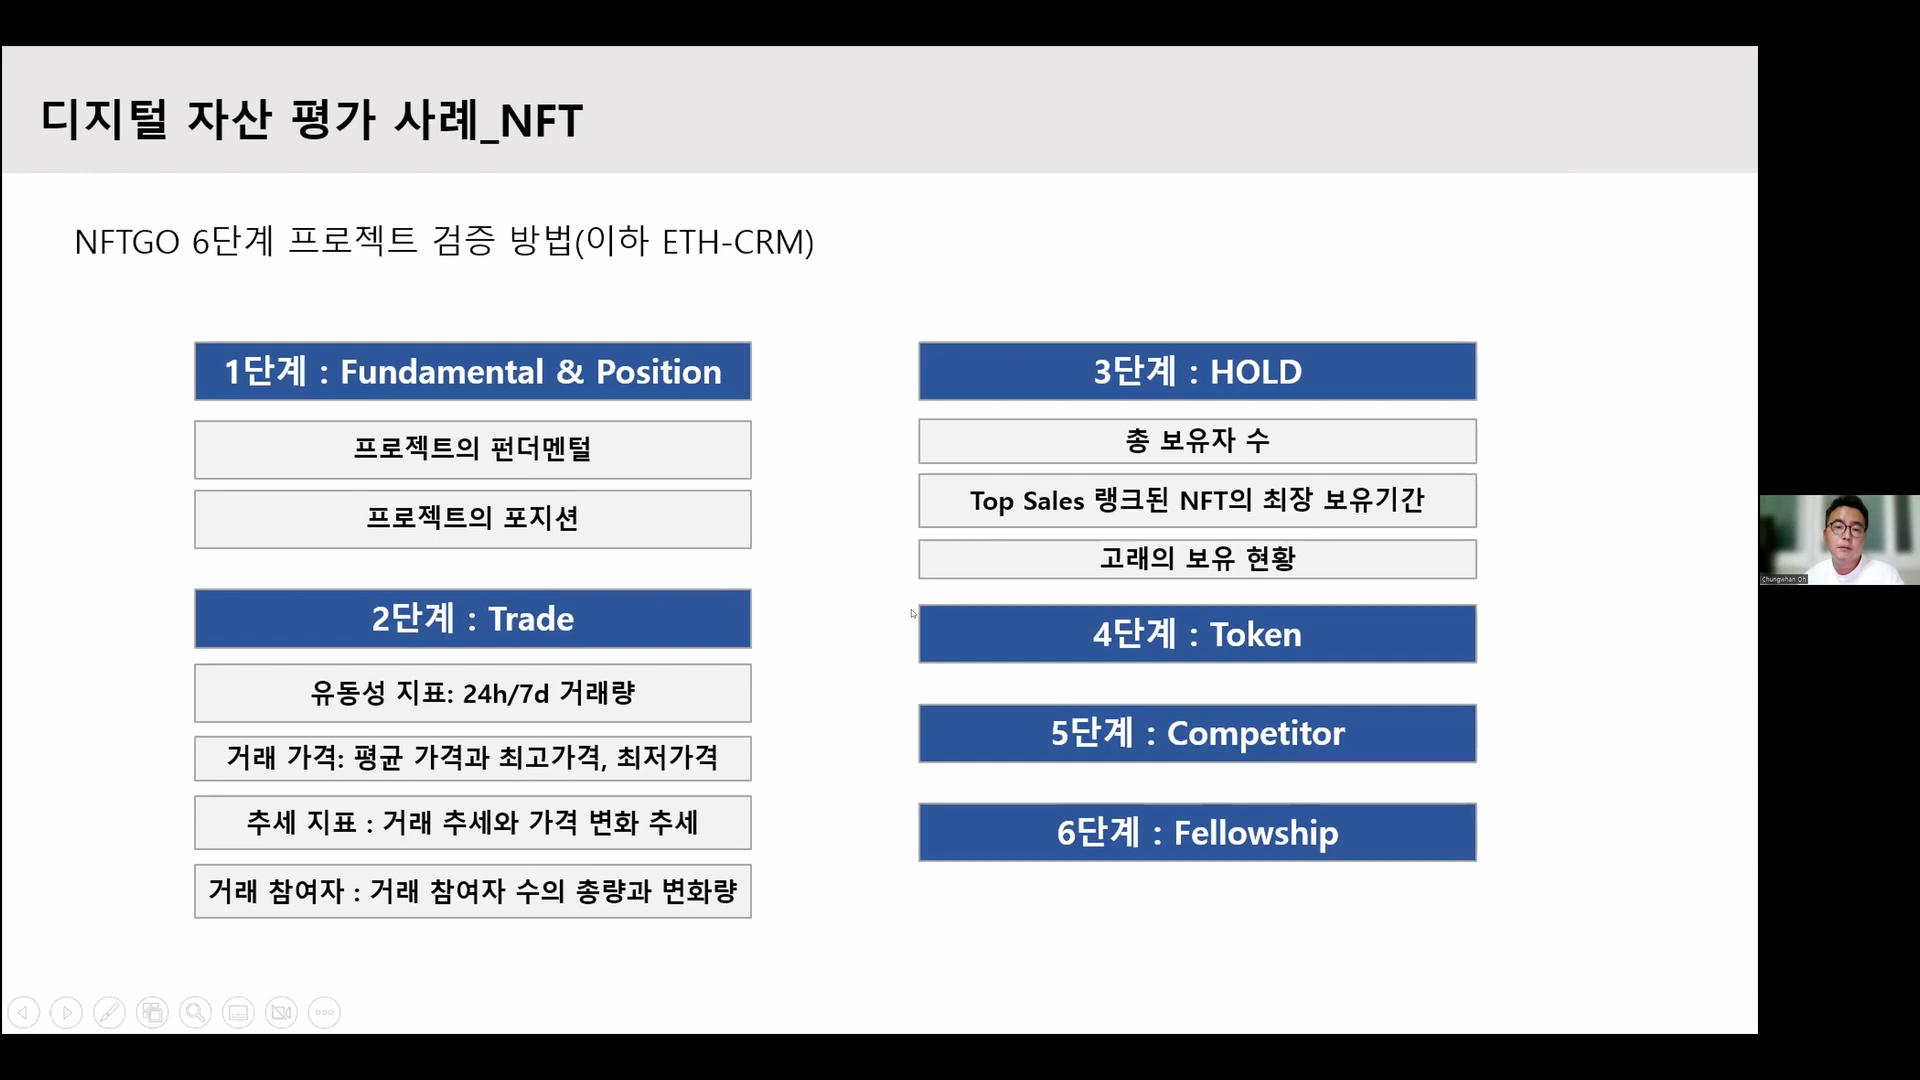 디지털 자산 평가 사례_NFT
NFTGO 6단계 프로젝트 검증 방법(이하 ETH-CRM)
1단계 : Fundamental & Position
프로젝트의 펀더멘털
프로젝트의 포지션
2단계 : Trade
유동성 지표: 24h/7d 거래량
거래 가격: 평균 가격과 최고가격, 최저가격
추세 지표 : 거래 추세와 가격 변화 추세
거래 참여자 : 거래 참여자 수의 총량과 변화량
3단계 : HOLD
총 보유자 수
Top Sales 랭크된 NFT의 최장 보유기간
고래의 보유 현황
4단계 : Token
5단계 : Competitor
6단계 : Fellowship
Chungwhan Oh